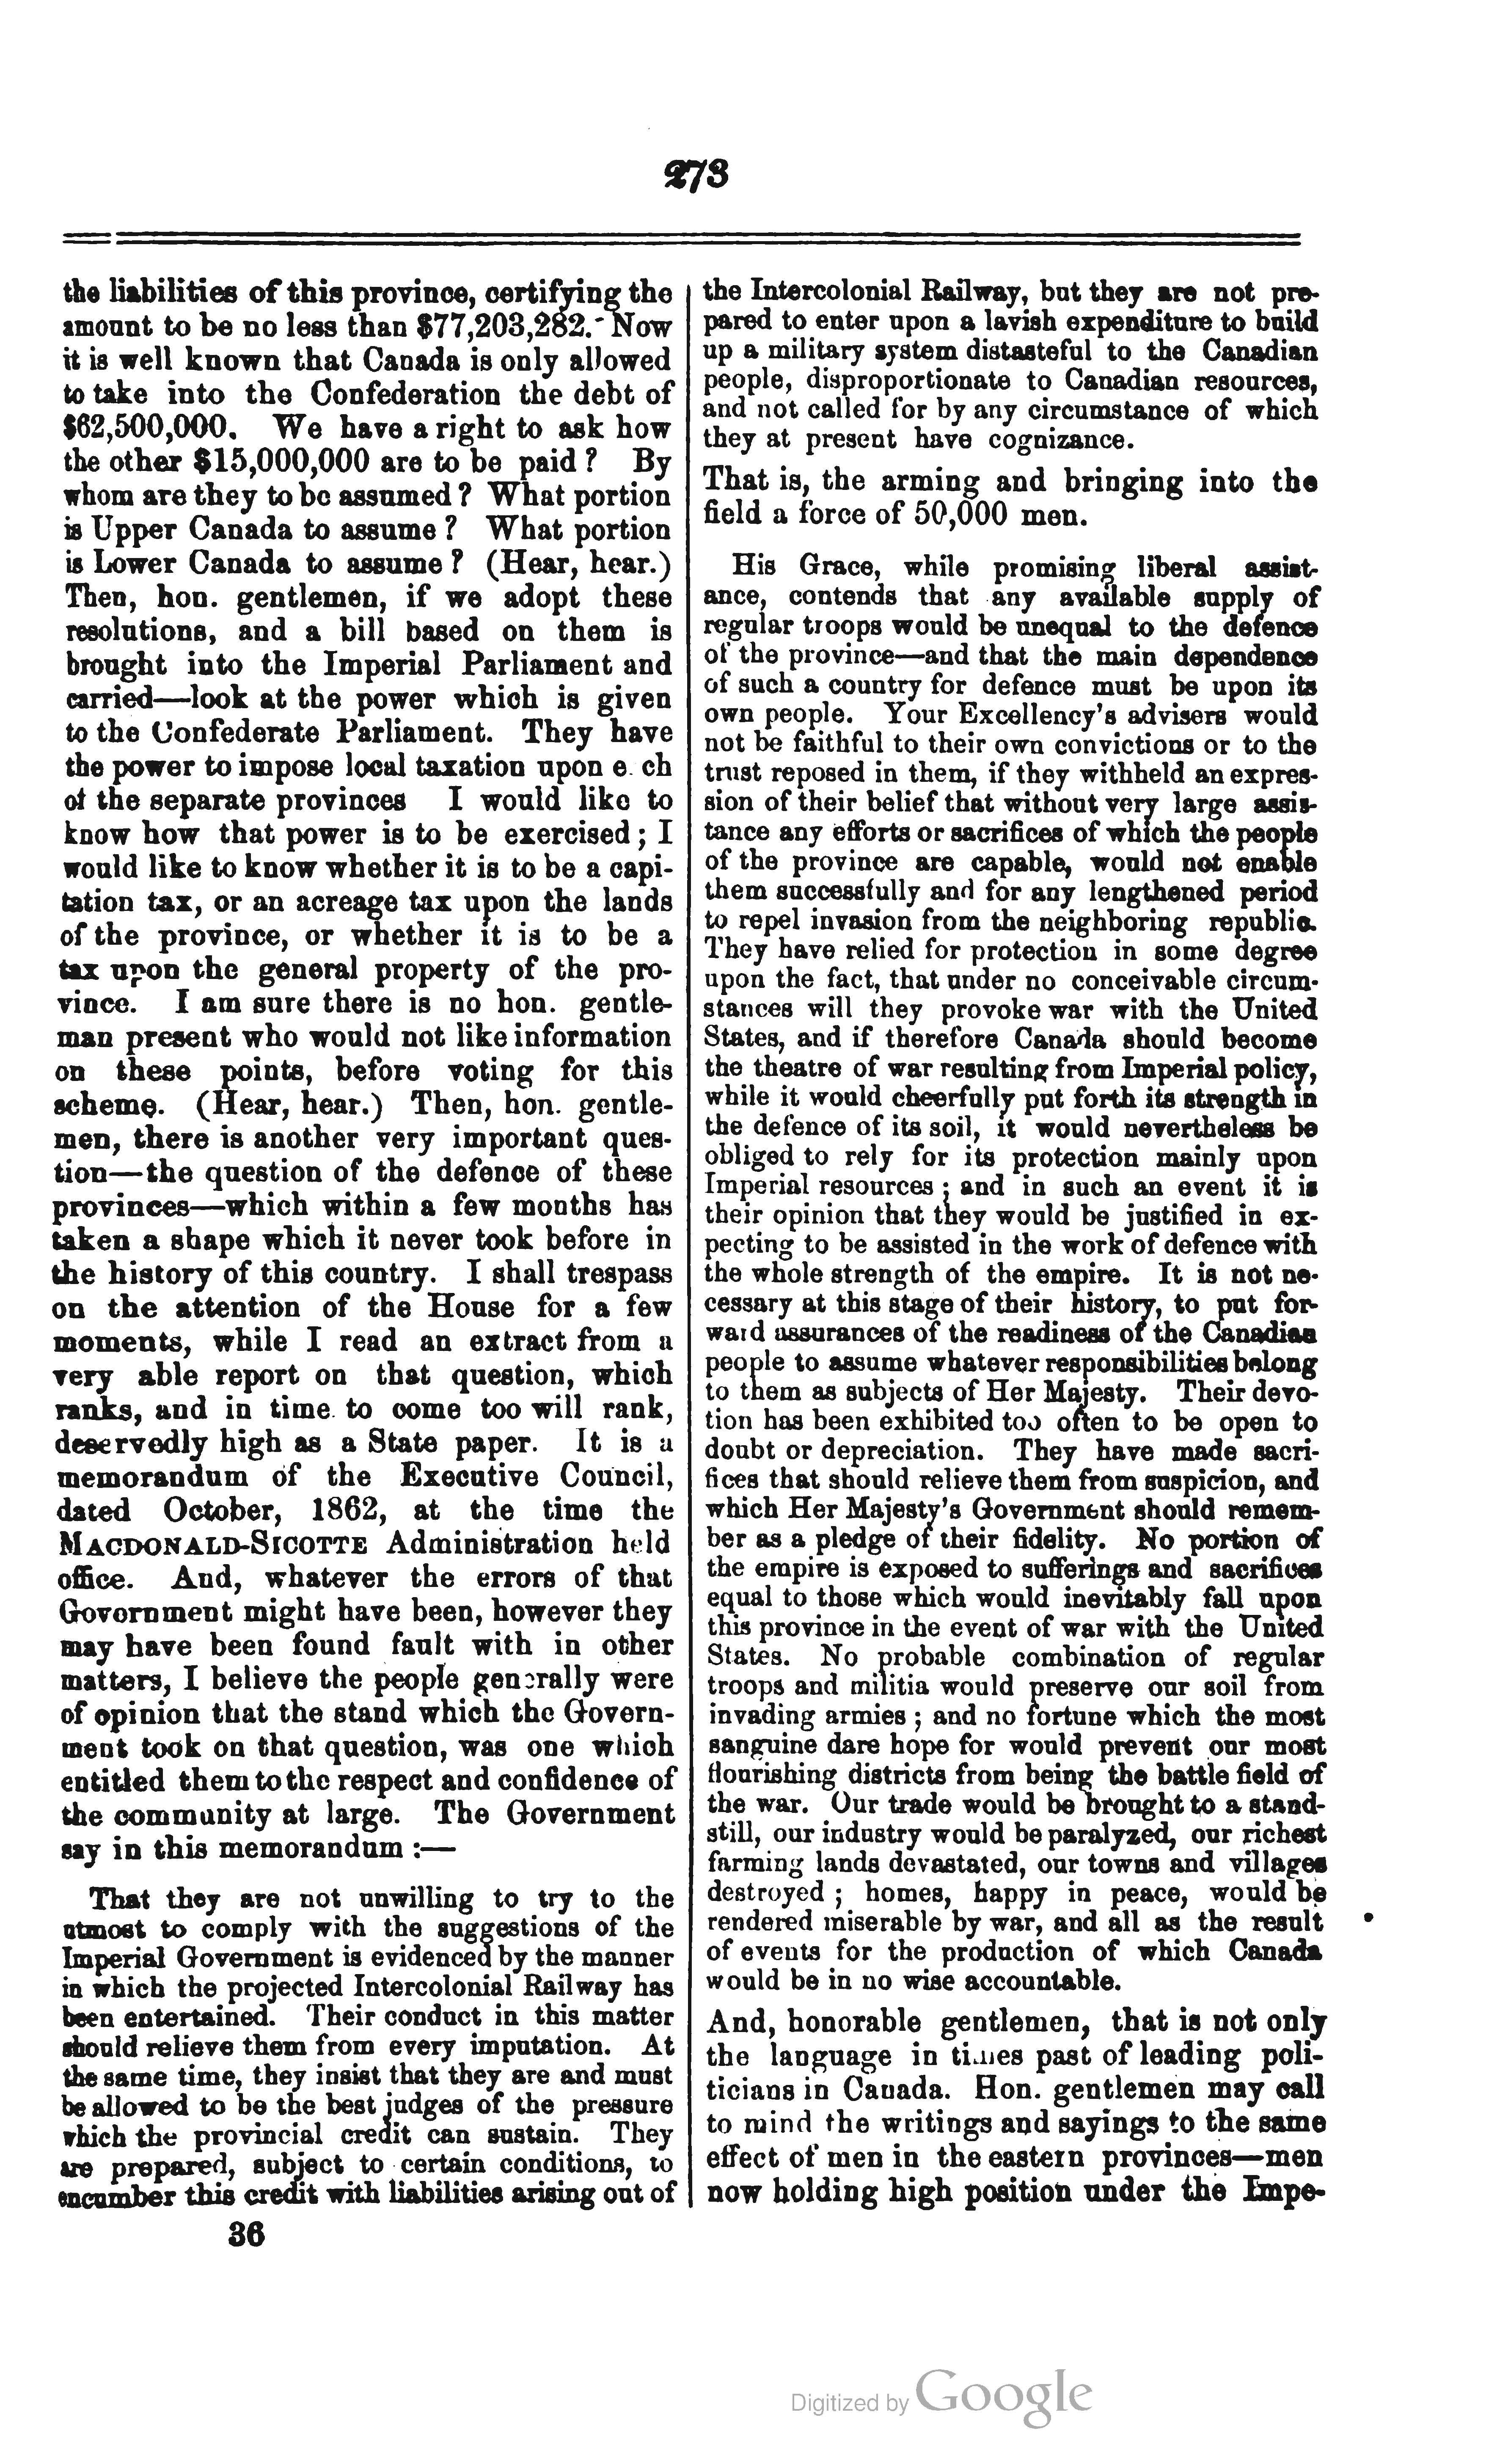 273
the liabilities of this province, certifying the
amount to be no less than $77,203,282. Now
it is well known that Canada is only allowed
to take into the Confederation the debt of
$62,500,000. We have a right to ask how
the other $15,000,000 are to be paid ? By
whom are they to be assumed ? What portion
is Upper Canada to assume ? What portion
is Lower Canada to assume ? (Hear, hear.)
Then, hon. gentlemen, if we adopt these
resolutions, and a bill based on them is
brought into the Imperial Parliament and
carried—look at the power which is given
to the Confederate Parliament. They have
the power to impose local taxation upon e ch
of the separate provinces I would like to
know how that power is to be exercised ; I
would like to know whether it is to be a capi-
tation tax, or an acreage tax upon the lands
of the province, or whether it is to be a
tax upon the general property of the pro-
vince. I am sure there is no hon. gentle-
man present who would not like information
on these points, before voting for this
scheme. (Hear, hear.) Then, hon. gentle-
men, there is another very important ques-
tion—the question of the defence of these
provinces—which within a few months has
taken a shape which it never took before in
the history of this country. I shall trespass
on the attention of the House for a few
moments, while I read an extract from a
very able report on that question, which
ranks, and in time to come too will rank,
deservedly high as a State paper. It is a
memorandum of the Executive Council,
dated October, 1862, at the time the
MACDONALD-SICOTTE Administration held
office. And, whatever the errors of that
Government might have been, however they
may have been found fault with in other
matters, I believe the people generally were
of opinion that the stand which the Govern-
ment took on that question, was one which
entitled them to the respect and confidence of
the community at large. The Government
say in this memorandum :—
That they are not unwilling to try to the
utmost to comply with the suggestions of the
Imperial Government is evidenced by the manner
in which the projected Intercolonial Railway has
been entertained. Their conduct in this matter
should relieve them from every imputation. At
the same time, they insist that they are and must
be allowed to be the best judges of the pressure
which the provincial credit can sustain. They
are prepared, subject to certain conditions, to
encumber this credit with liabilities arising out of
36
the Intercolonial Railway, but they are not pre-
pared to enter upon a lavish expenditure to build
up a military system distasteful to the Canadian
people, disproportionate to Canadian resources,
and not called for by any circumstance of which
they at present have cognizance.
That is, the arming and bringing into the
field a force of 50,000 men.
His Grace, while promising liberal assist-
ance, contends that any available supply of
regular troops would be unequal to the defence
of the province—and that the main dependence
of such a country for defence must be upon its
own people. Your Excellency's advisers would
not be faithful to their own convictions or to the
trust reposed in them, if they withheld an expres-
sion of their belief that without very large assis-
tance any efforts or sacrifices of which the people
of the province are capable, would not enable
them successfully and for any lengthened period
to repel invasion from the neighboring republic.
They have relied for protection in some degree
upon the fact, that under no conceivable circum-
stances will they provoke war with the United
States, and if therefore Canada should become
the theatre of war resulting from Imperial policy,
while it would cheerfully put forth its strength in
the defence of its soil, it would nevertheless be
obliged to rely for its protection mainly upon
Imperial resources ; and in such an event it is
their opinion that they would be justified in ex-
pecting to be assisted in the work of defence with
the whole strength of the empire. It is not ne-
cessary at this stage of their history, to put for-
ward assurances of the readiness of the Canadian
people to assume whatever responsibilities belong
to them as subjects of Her Majesty. Their devo-
tion has been exhibited too often to be open to
doubt or depreciation. They have made sacri-
fices that should relieve them from suspicion, and
which Her Majesty's Government should remem-
ber as a pledge of their fidelity. No portion of
the empire is exposed to sufferings and sacrifices
equal to those which would inevitably fall upon
this province in the event of war with the United
States. No probable combination of regular
troops and militia would preserve our soil from
invading armies ; and no fortune which the most
sanguine dare hope for would prevent our most
flourishing districts from being the battle field of
the war. Our trade would be brought to a stand-
still, our industry would be paralyzed, our richest
farming lands devastated, our towns and villages
destroyed ; homes, happy in peace, would be
rendered miserable by war, and all as the result
of events for the production of which Canada
would be in no wise accountable.
And, honorable gentlemen, that is not only
the language in times past of leading poli-
ticians in Canada. Hon. gentlemen may call
to mind the writings and sayings to the same
effect of men in the eastern provinces—men
now holding high position under the Impe-
Digitized by Google